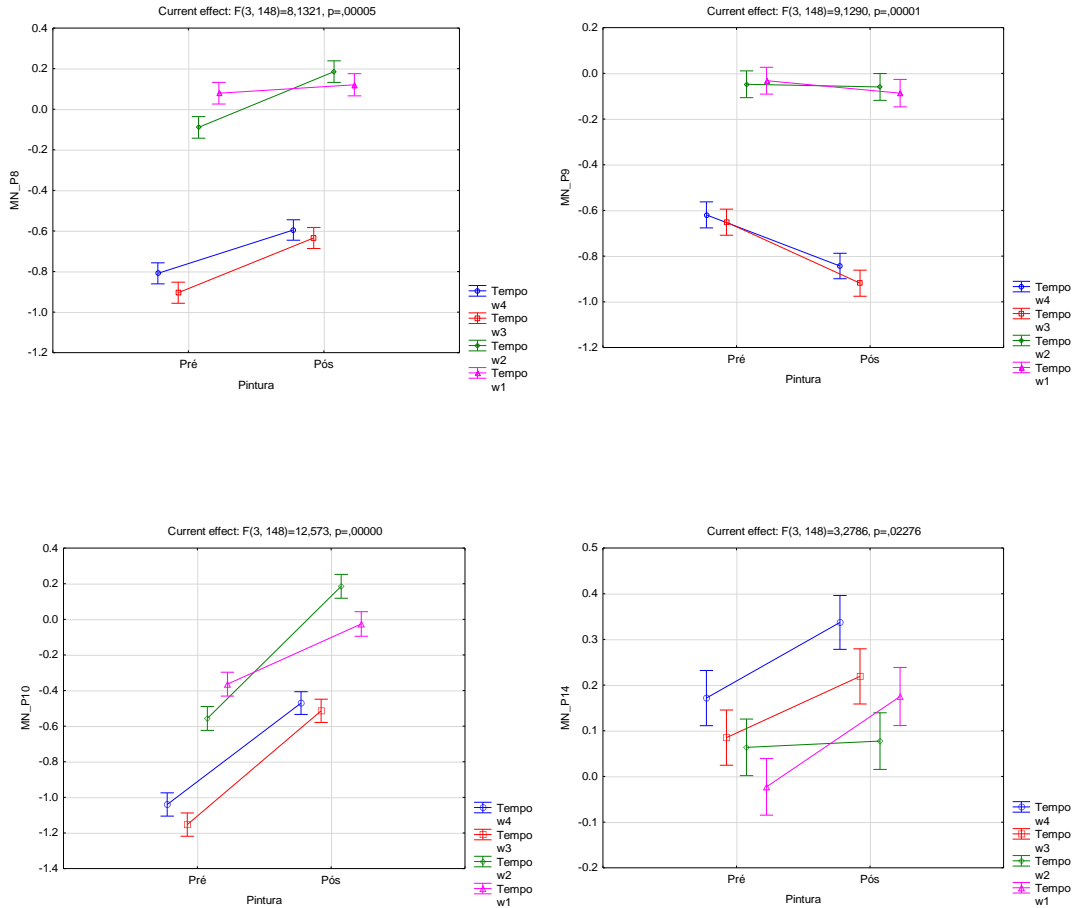 Current effect: F(3, 148)=8,1321, p=,00005
0.4
0.2
0.0
-0.2
-0.4
-0.6
-0.8
-1.0
-1.2
MN_P8
Pré
Pós
Pintura
Tempo
w4
Tempo
w3
Tempo
w2
Tempo
w1
Current effect: F(3, 148)=9,1290, p=,00001
0.2
0.0
-0.2
-0.4
-0.6
-0.8
-1.0
-1.2
MN_P9
Pré
Pós
Pintura
Tempo
w4
Tempo
w3
Tempo
w2
Tempo
w1
Current effect: F(3, 148)=12,573, p=,00000
0.4
0.2
0.0
-0.2
-0.4
-0.6
-0.8
-1.0
-1.2
-1.4
MN_P10
Pré
Pós
Pintura
Tempo
w4
Tempo
w3
Tempo
w2
Tempo
w1
Current effect: F(3, 148)=3,2786, p=,02276
0.5
0.4
0.3
0.2
0.1
0.0
-0.1
-0.2
MN_P14
Pré
Pós
Pintura
Tempo
w4
Tempo
w3
Tempo
w2
Tempo
w1